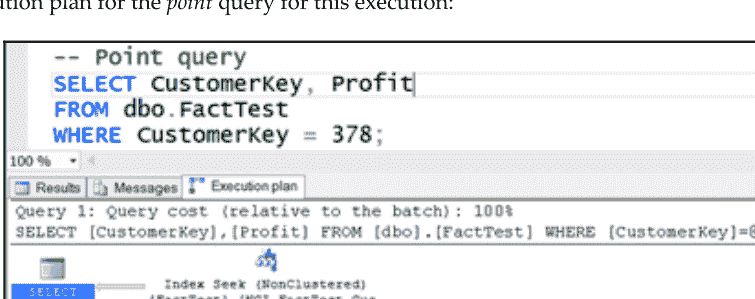 ution plan for the point query for this execution:
-- Point query
SELECT CustomerKey, Profit
FROM dbo.FactTest
WHERE CustomerKey = 378;
100 %
Results Messages Execution plan
Query 1: Query cost (relative to the batch): 100%
SELECT [CustomerKey],[Profit] FROM [dbo].[FactTest] WHERE [CustomerKey]=@
SELECT
Index Seek (NonClustered)
[FactTest].[NCI_FactTest_Cus